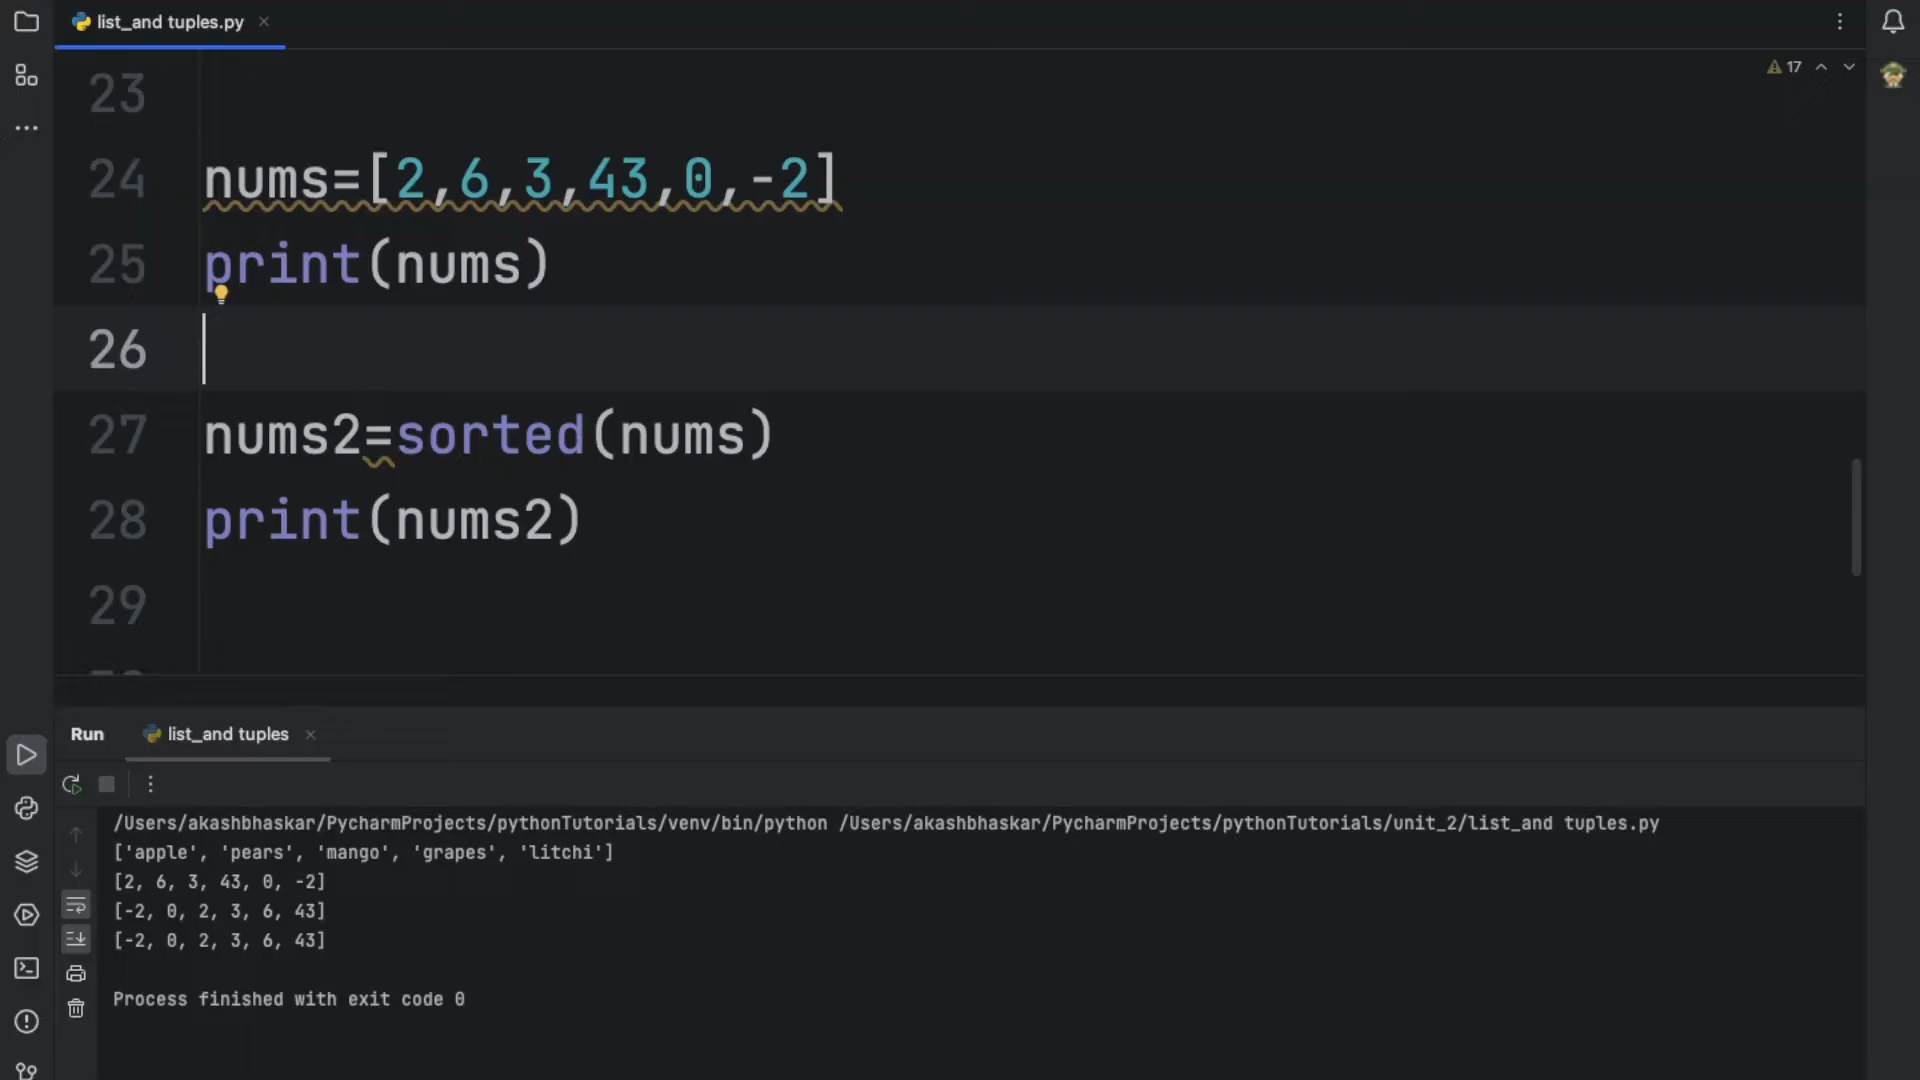 list_and tuples.py
17
23
24 nums=[2,6,3,43,0,-2]
25 print(nums)
26
27 nums2=sorted(nums)
28 print(nums2)
29
Run list_and tuples
/Users/akashbhaskar/PycharmProjects/pythonTutorials/venv/bin/python /Users/akashbhaskar/PycharmProjects/pythonTutorials/unit_2/list_and tuples.py
['apple', 'pears', 'mango', 'grapes', 'litchi']
[2, 6, 3, 43, 0, -2]
[-2, 0, 2, 3, 6, 43]
[-2, 0, 2, 3, 6, 43]
Process finished with exit code 0